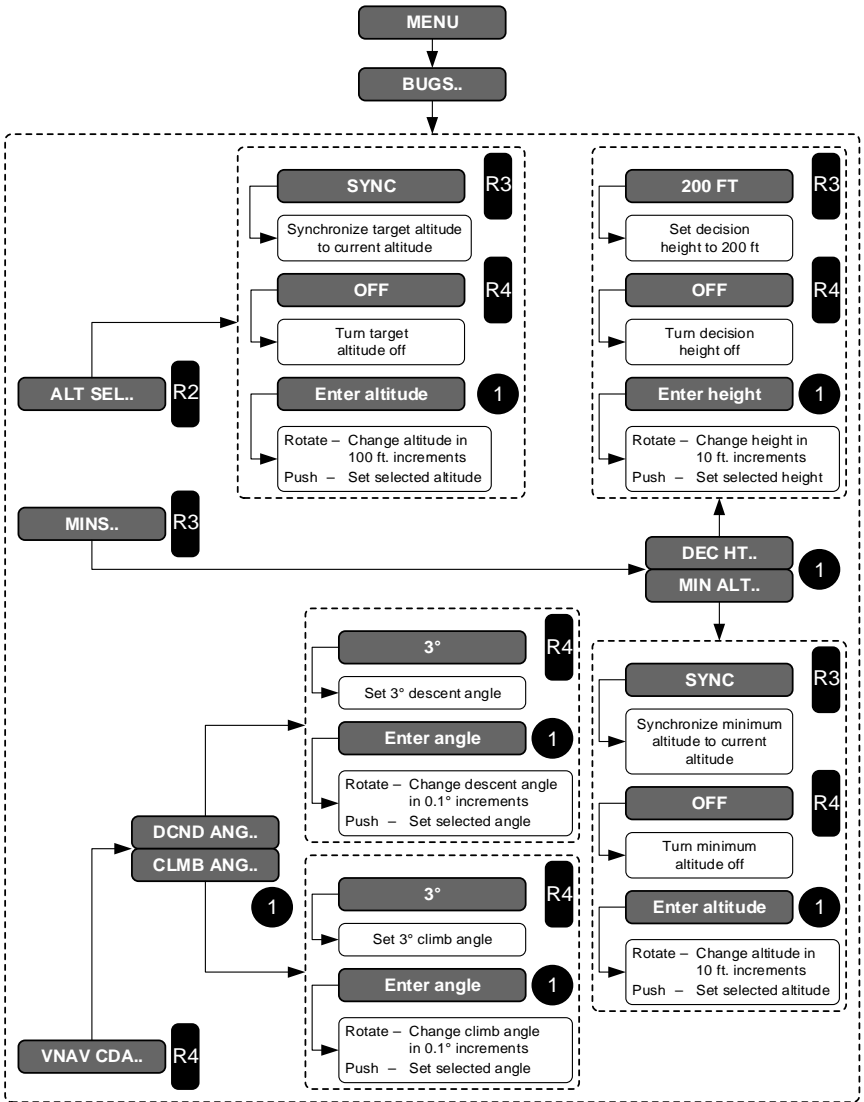 MENU
BUGS..
SYNC
R3
Synchronize target altitude
to current altitude
OFF
R4
Turn target
altitude off
Enter altitude
1
Rotate – Change altitude in
100 ft. increments
Push – Set selected altitude
200 FT
R3
Set decision
height to 200 ft
OFF
R4
Turn decision
height off
Enter height
1
Rotate – Change height in
10 ft. increments
Push – Set selected height
ALT SEL..
R2
MINS..
R3
DEC HT..
MIN ALT..
1
3°
R4
Set 3° descent angle
Enter angle
1
Rotate – Change descent angle
in 0.1° increments
Push – Set selected angle
SYNC
R3
Synchronize minimum
altitude to current
altitude
OFF
R4
Turn minimum
altitude off
Enter altitude
1
Rotate – Change altitude in
10 ft. increments
Push – Set selected altitude
DCND ANG..
CLMB ANG..
1
3°
R4
Set 3° climb angle
Enter angle
1
Rotate – Change climb angle
in 0.1° increments
Push – Set selected angle
VNAV CDA..
R4